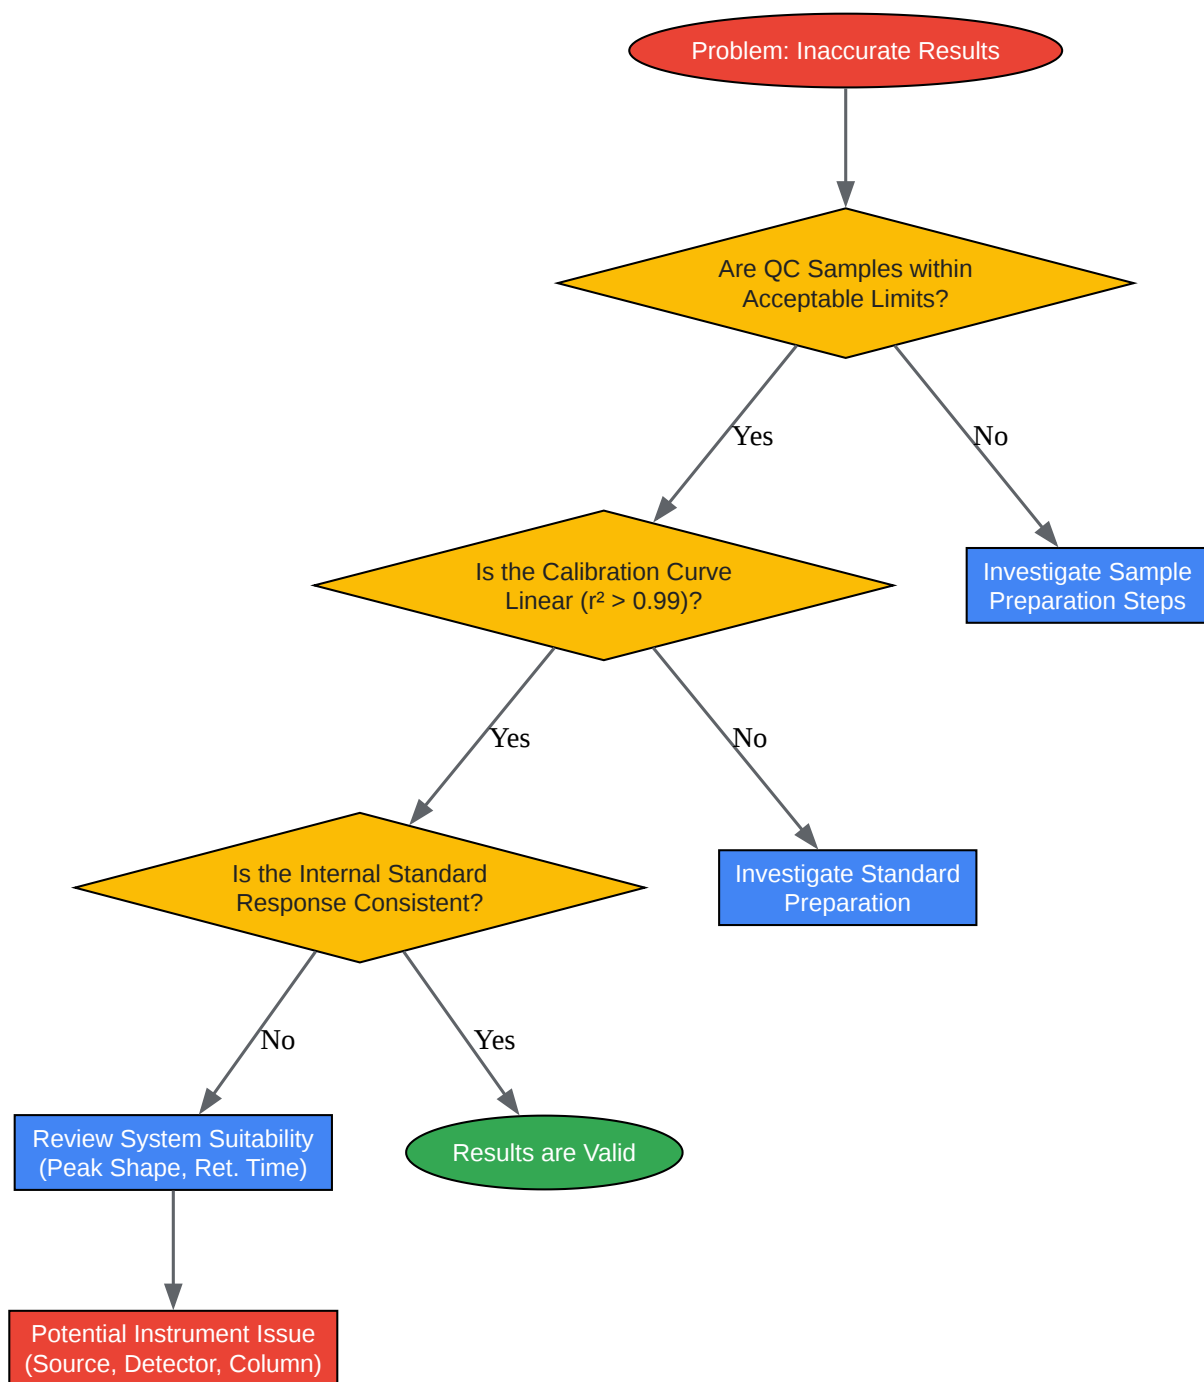 Problem: Inaccurate Results
Are QC Samples within
Acceptable Limits?
Yes
No
Is the Calibration Curve
Linear (r² > 0.99)?
Investigate Sample
Preparation Steps
Yes
No
Is the Internal Standard
Response Consistent?
Investigate Standard
Preparation
No
Yes
Review System Suitability
(Peak Shape, Ret. Time)
Results are Valid
Potential Instrument Issue
(Source, Detector, Column)